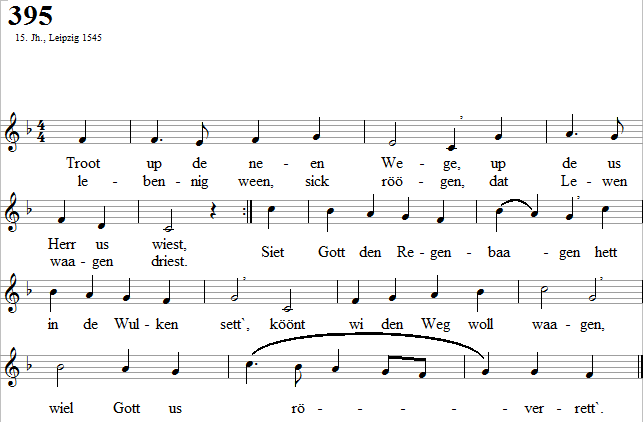 395
15. Jh., Leipzig 1545
Troot up de ne - en We - ge, up de us
le - ben - nig ween, sick röö - gen, dat Le - wen
Herr us wiest, Siet Gott den Re - gen - baa - gen hett
waa - gen driest.
in de Wul - ken sett`, köönt wi den Weg woll waa - gen,
wiel Gott us rö - - - - ver - rett`.